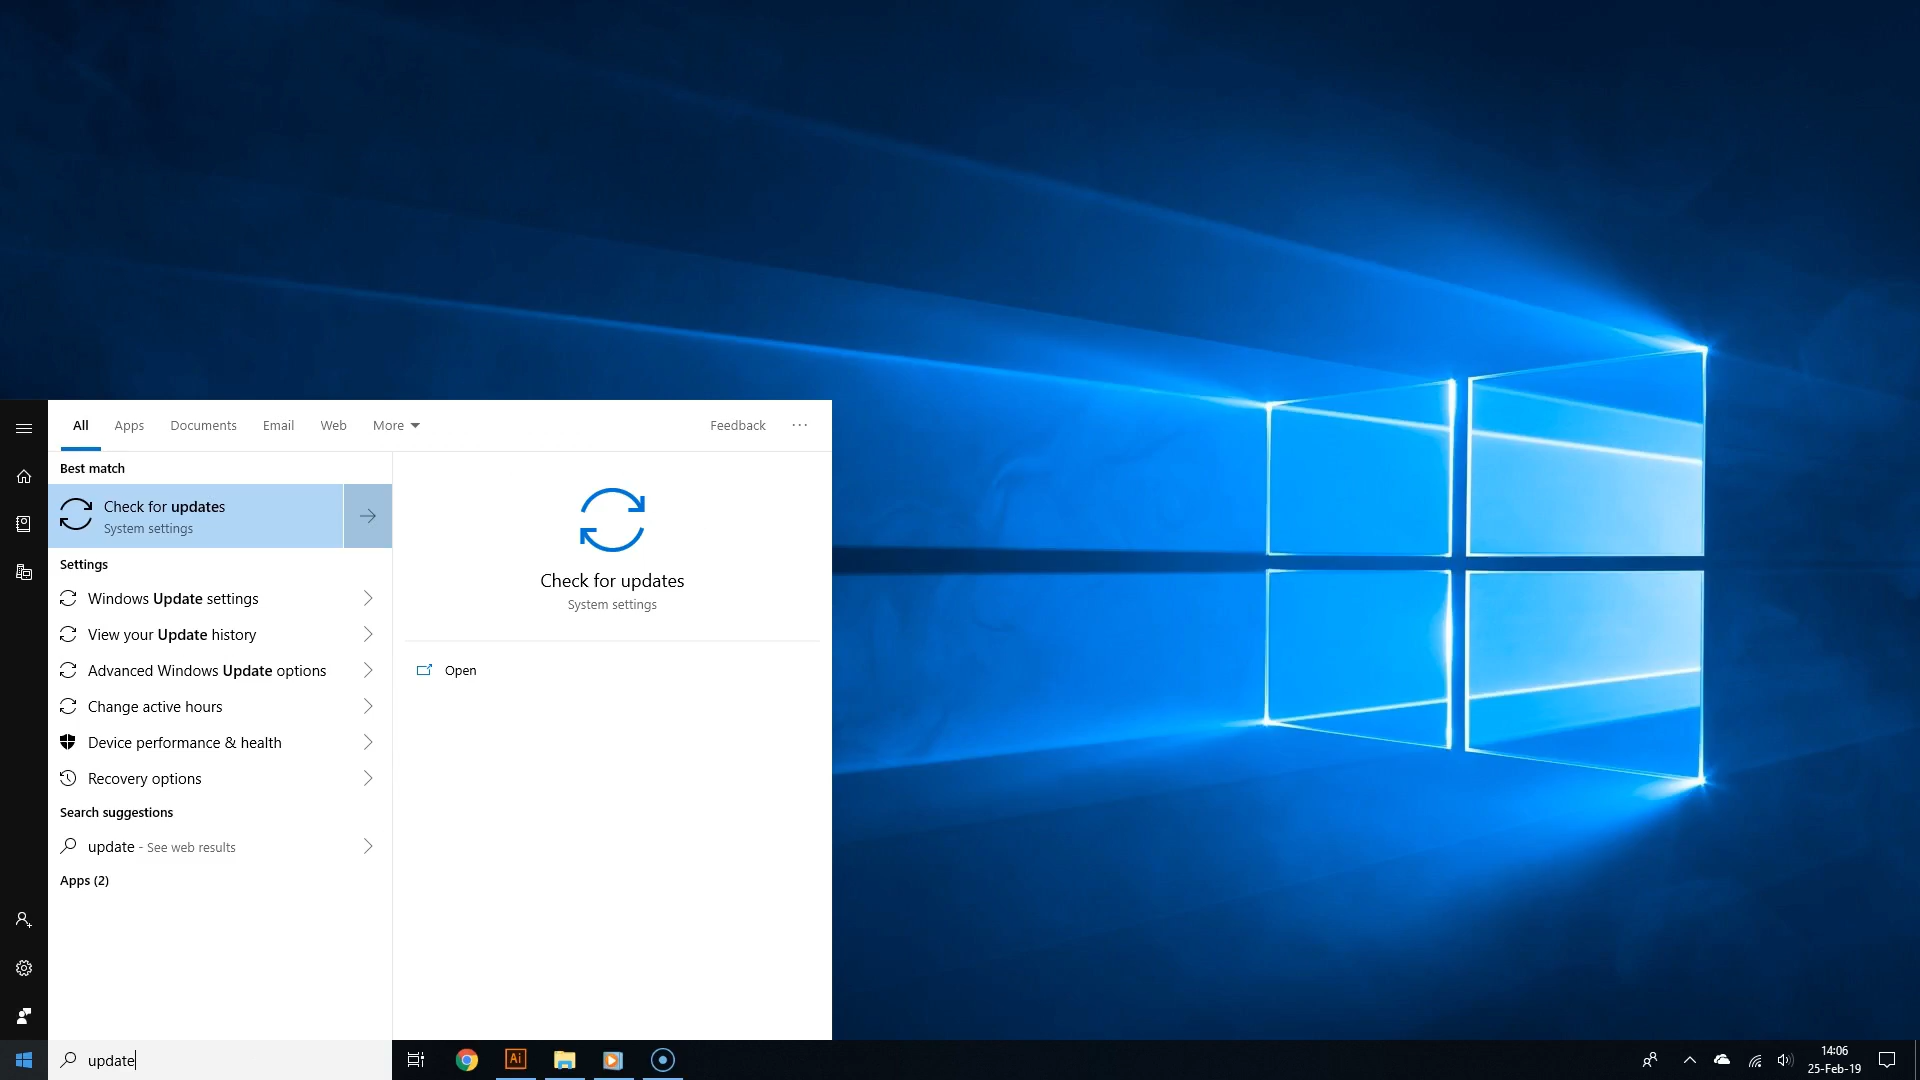 All Apps Documents Email Web More Feedback ···
Best match
Check for updates
System settings
Settings
Windows Update settings
View your Update history
Advanced Windows Update options
Change active hours
Device performance & health
Recovery options
Search suggestions
update - See web results
Apps (2)
Check for updates
System settings
Open
update
Ai
14:06
25-Feb-19